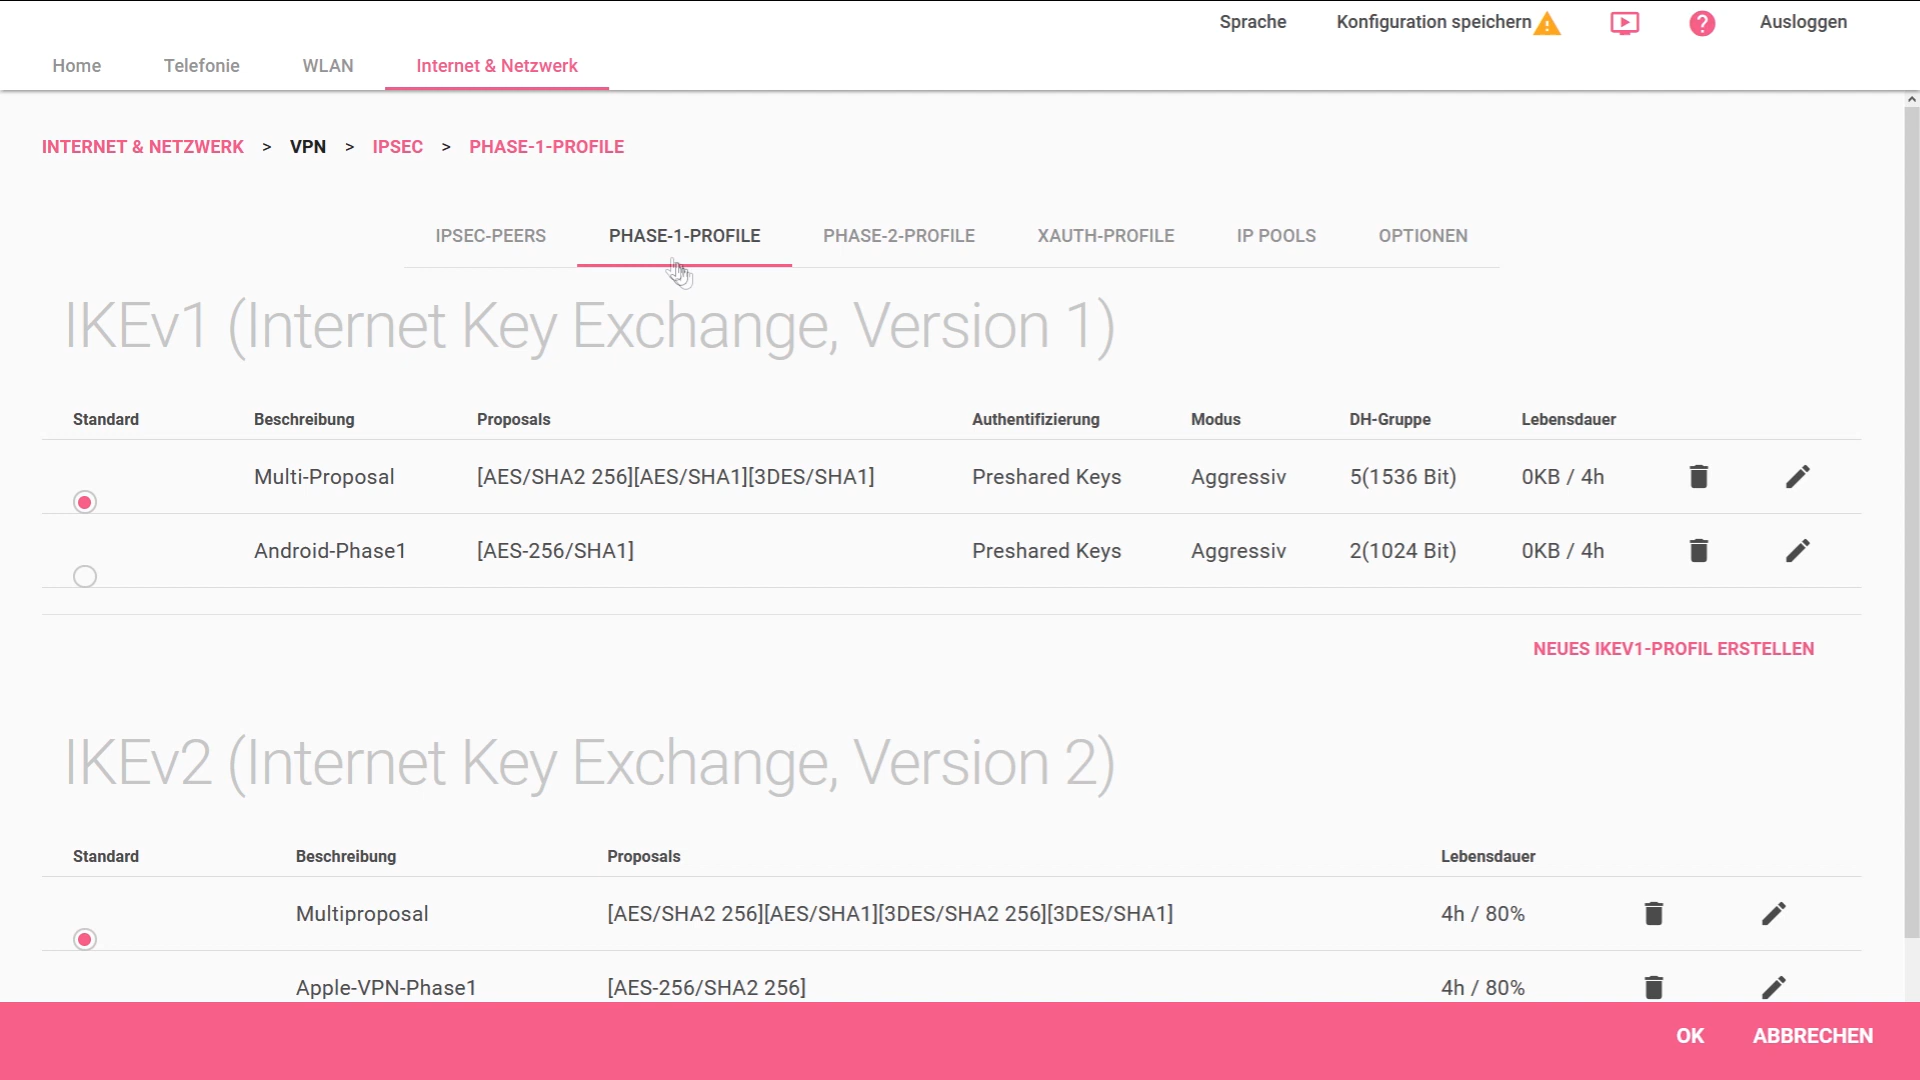 Sprache Konfiguration speichern Ausloggen
Home Telefonie WLAN Internet & Netzwerk
INTERNET & NETZWERK > VPN > IPSEC > PHASE-1-PROFILE
IPSEC-PEERS PHASE-1-PROFILE PHASE-2-PROFILE XAUTH-PROFILE IP POOLS OPTIONEN
IKEv1 (Internet Key Exchange, Version 1)
Standard Beschreibung Proposals Authentifizierung Modus DH-Gruppe Lebensdauer
Multi-Proposal [AES/SHA2 256][AES/SHA1][3DES/SHA1] Preshared Keys Aggressiv 5(1536 Bit) 0KB / 4h
Android-Phase1 [AES-256/SHA1] Preshared Keys Aggressiv 2(1024 Bit) 0KB / 4h
NEUES IKEV1-PROFIL ERSTELLEN
IKEv2 (Internet Key Exchange, Version 2)
Standard Beschreibung Proposals Lebensdauer
Multiproposal [AES/SHA2 256][AES/SHA1][3DES/SHA2 256][3DES/SHA1] 4h / 80%
Apple-VPN-Phase1 [AES-256/SHA2 256] 4h / 80%
OK ABBRECHEN